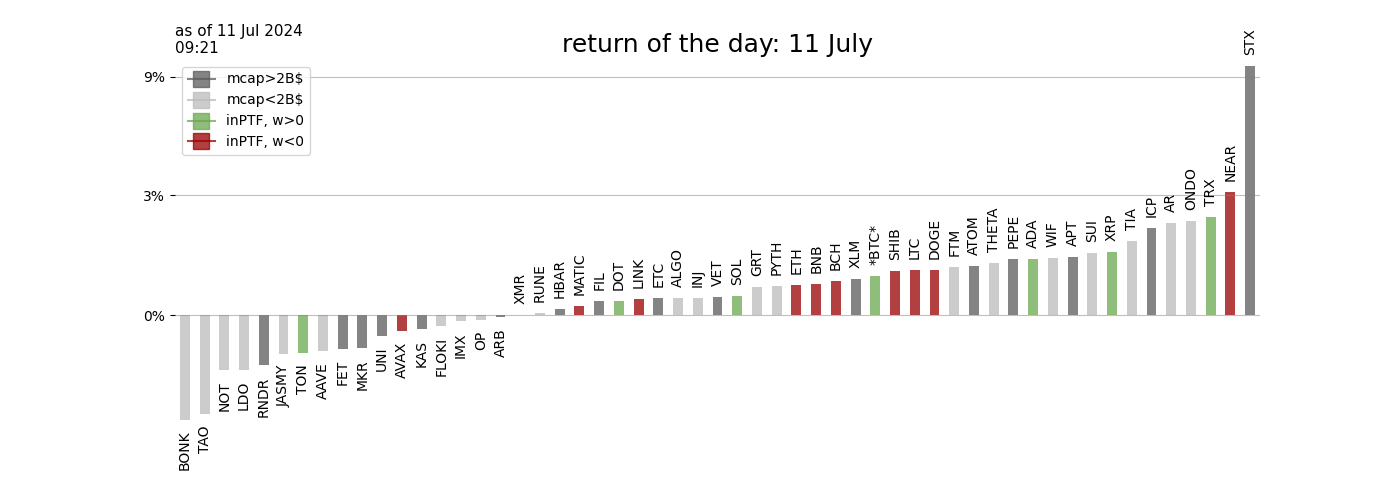 as of 11 Jul 2024
09:21
return of the day: 11 July
mcap>2B$
mcap<2B$
inPTF, w>0
inPTF, w<0
9%
3%
0%
BONK
TAO
NOT
LDO
RNDR
JASMY
TON
AAVE
FET
MKR
UNI
AVAX
KAS
FLOKI
IMX
OP
ARB
XMR
RUNE
HBAR
MATIC
FIL
DOT
LINK
ETC
ALGO
INJ
VET
SOL
GRT
PYTH
ETH
BNB
BCH
XLM
*BTC*
SHIB
LTC
DOGE
FTM
ATOM
THETA
PEPE
ADA
WIF
APT
SUI
XRP
TIA
ICP
AR
ONDO
TRX
NEAR
STX